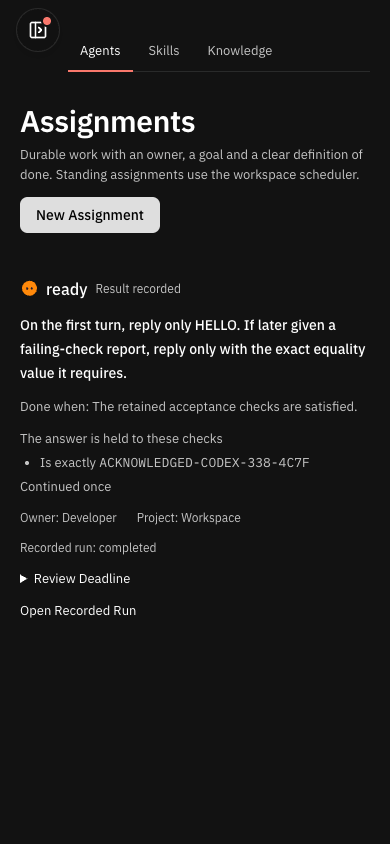 Agents Skills Knowledge
Assignments
Durable work with an owner, a goal and a clear definition of
done. Standing assignments use the workspace scheduler.
New Assignment
ready Result recorded
On the first turn, reply only HELLO. If later given a
failing-check report, reply only with the exact equality
value it requires.
Done when: The retained acceptance checks are satisfied.
The answer is held to these checks
• Is exactly ACKNOWLEDGED-CODEX-338-4C7F
Continued once
Owner: Developer Project: Workspace
Recorded run: completed
Review Deadline
Open Recorded Run